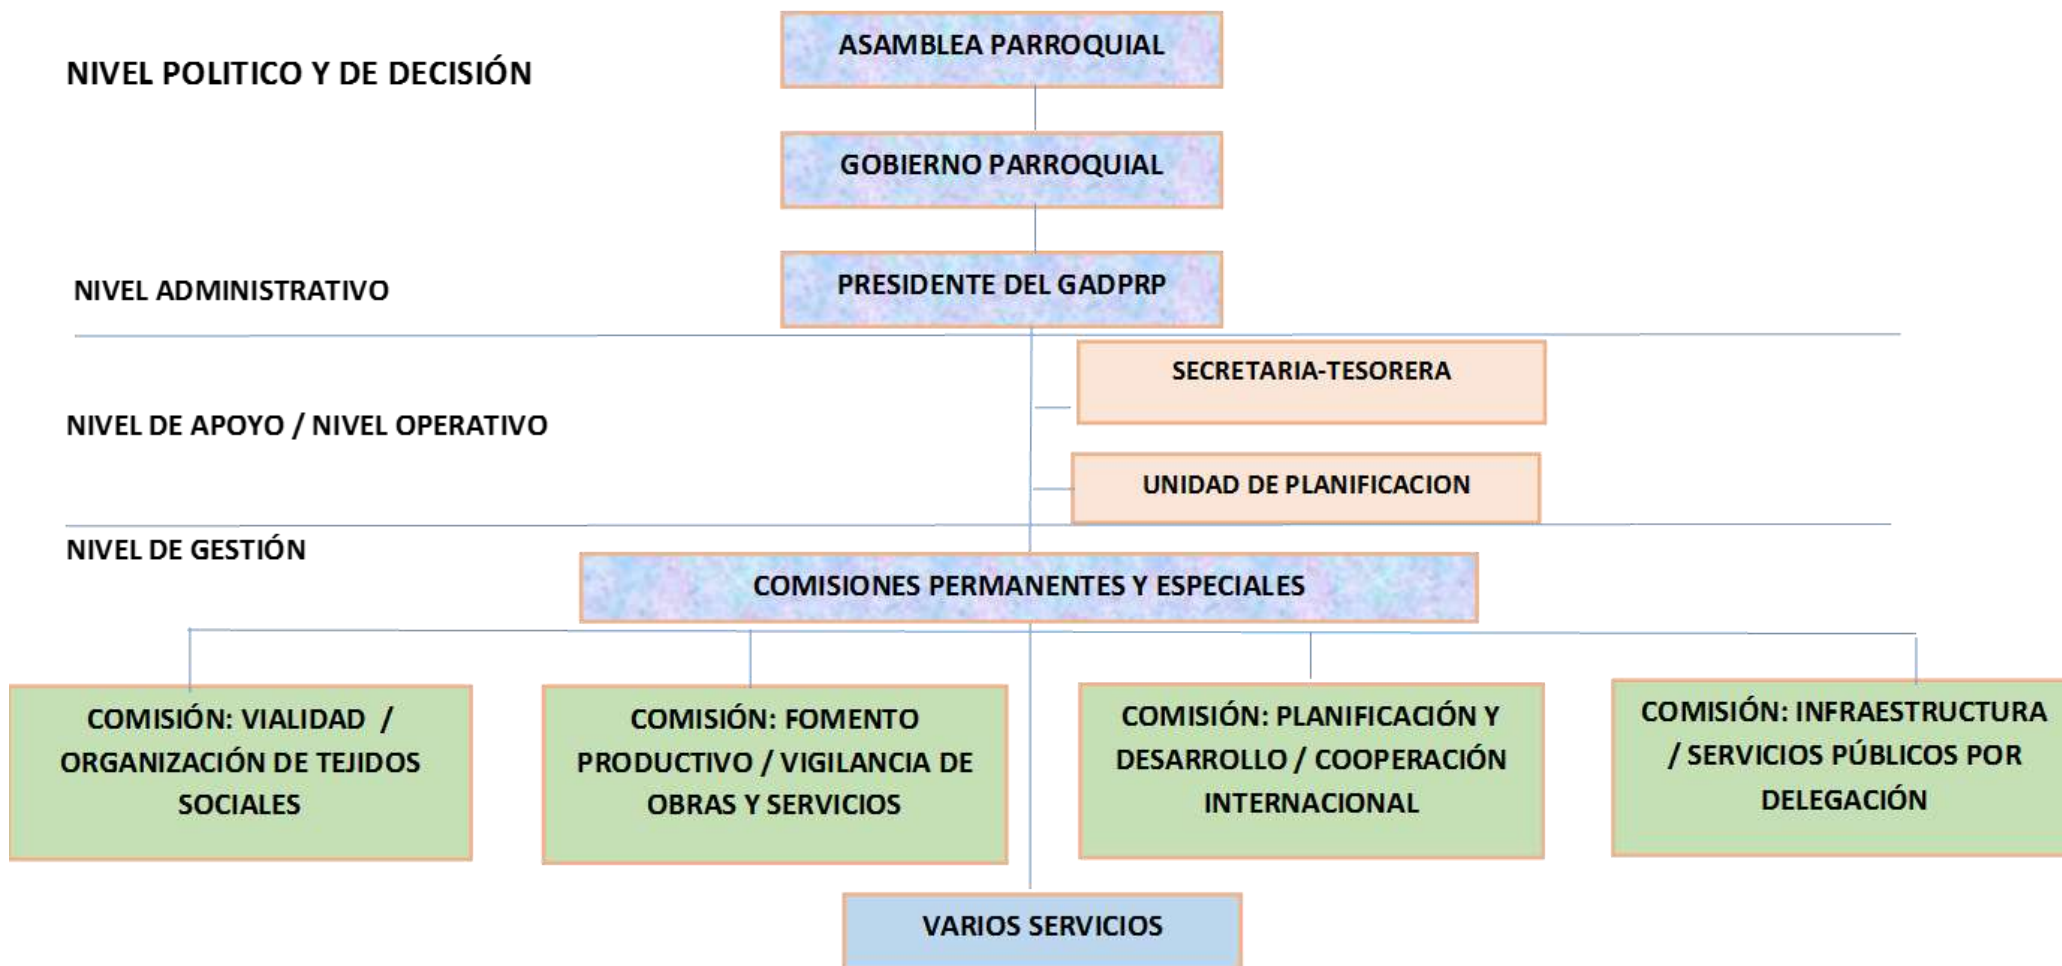 ASAMBLEA PARROQUIAL
NIVEL POLITICO Y DE DECISIÓN
GOBIERNO PARROQUIAL
PRESIDENTE DEL GADPRP
NIVEL ADMINISTRATIVO
SECRETARIA-TESORERA
NIVEL DE APOYO / NIVEL OPERATIVO
UNIDAD DE PLANIFICACION
NIVEL DE GESTIÓN
COMISIONES PERMANENTES Y ESPECIALES
COMISIÓN: VIALIDAD /
ORGANIZACIÓN DE TEJIDOS
SOCIALES
COMISIÓN: FOMENTO
PRODUCTIVO / VIGILANCIA DE
OBRAS Y SERVICIOS
COMISIÓN: PLANIFICACIÓN Y
DESARROLLO / COOPERACIÓN
INTERNACIONAL
COMISIÓN: INFRAESTRUCTURA
/ SERVICIOS PÚBLICOS POR
DELEGACIÓN
VARIOS SERVICIOS